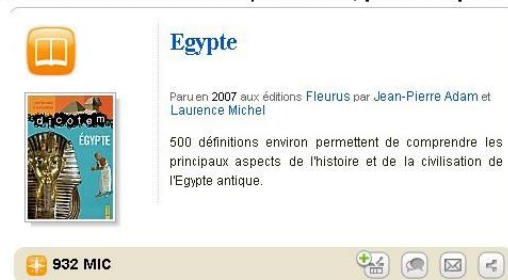 Egypte
Paru en 2007 aux éditions Fleurus par Jean-Pierre Adam et
Laurence Michel
dicotem
ÉGYPTE
500 définitions environ permettent de comprendre les
principaux aspects de l'histoire et de la civilisation de
l'Egypte antique.
932 MIC